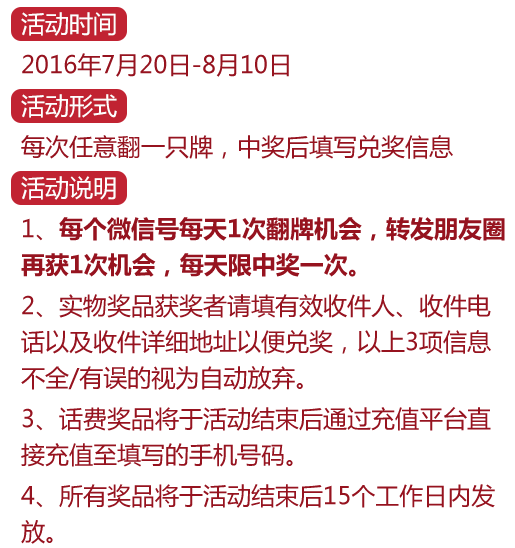 活动时间
2016年7月20日-8月10日
活动形式
每次任意翻一只牌，中奖后填写兑奖信息
活动说明
1、每个微信号每天1次翻牌机会，转发朋友圈
再获1次机会，每天限中奖一次。
2、实物奖品获奖者请填有效收件人、收件电
话以及收件详细地址以便兑奖，以上3项信息
不全/有误的视为自动放弃。
3、话费奖品将于活动结束后通过充值平台直
接充值至填写的手机号码。
4、所有奖品将于活动结束后15个工作日内发
放。